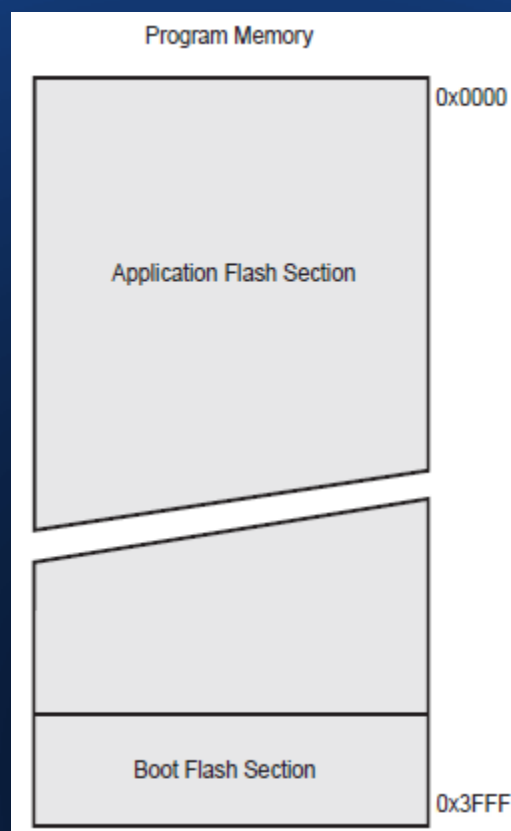 Program Memory
0x0000
Application Flash Section
Boot Flash Section
0x3FFF